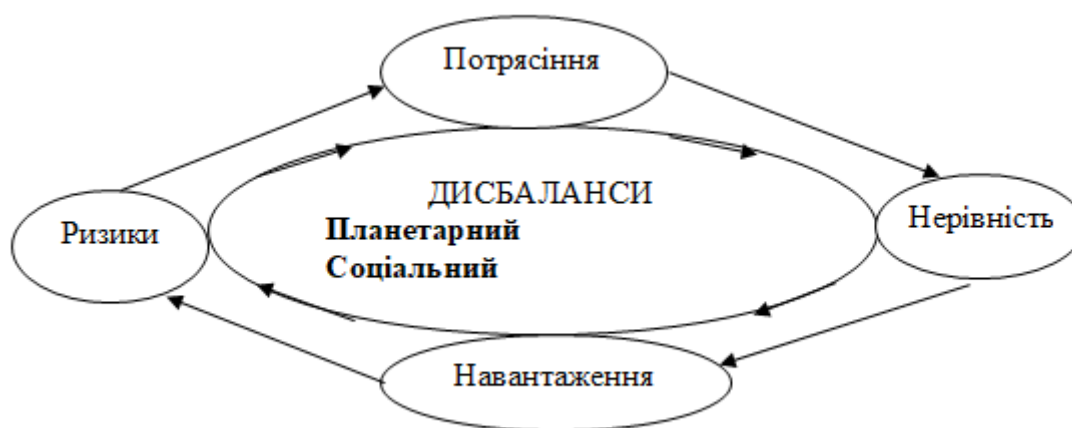 Потрясіння
ДИСБАЛАНСИ
Планетарний
Соціальний
Ризики
Нерівність
Навантаження